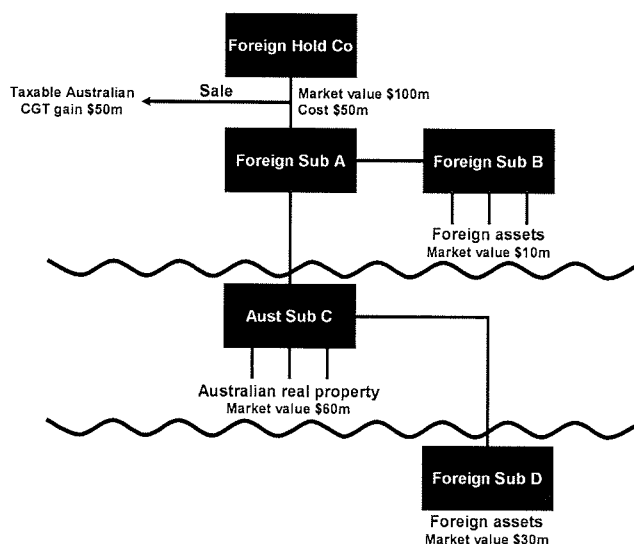 Foreign Hold Co
Sale
Market value $100m
Cost $50m
Taxable Australian
CGT gain $50m
Foreign Sub A
Foreign Sub B
Foreign assets
Market value $10m
Aust Sub C
Australian real property
Market value $60m
Foreign Sub D
Foreign assets
Market value $30m